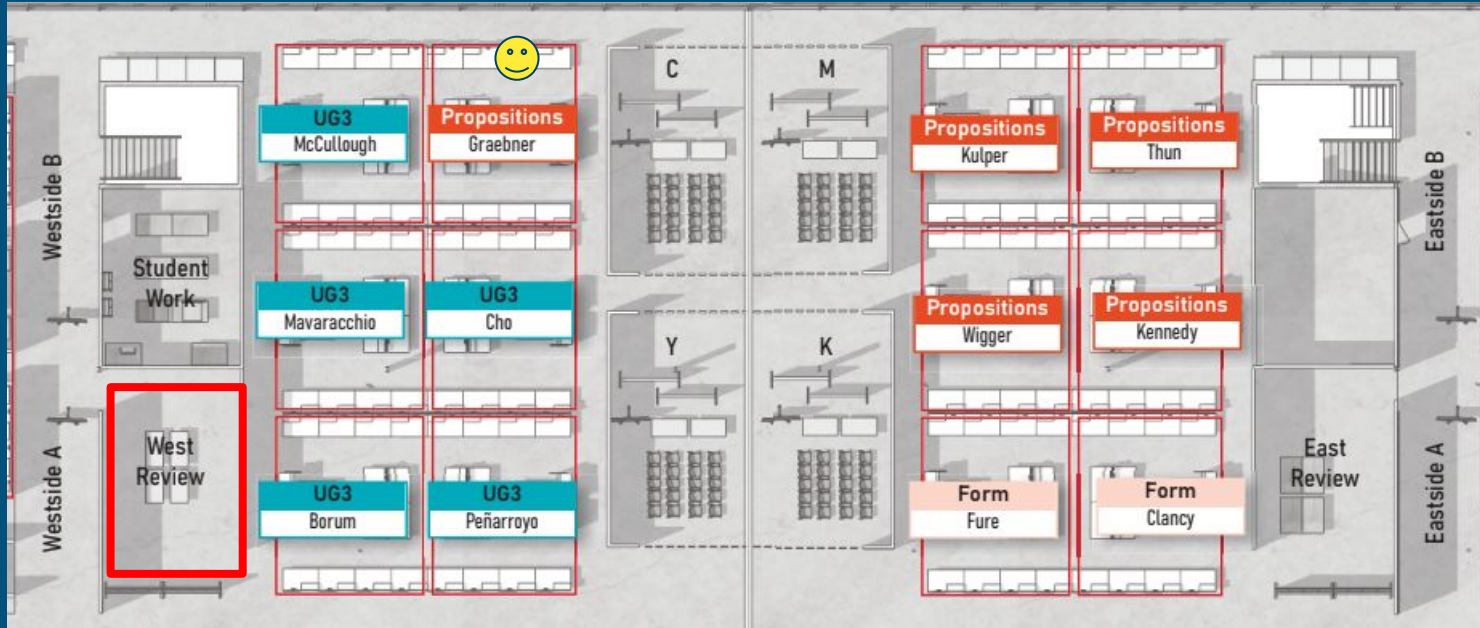 Westside B
Westside A
Student
Work
West
Review
UG3
McCullough
Propositions
Graebner
UG3
Mavaracchio
UG3
Cho
UG3
Borum
UG3
Peñarroyo
C
M
Y
K
Propositions
Kulper
Propositions
Thun
Propositions
Wigger
Propositions
Kennedy
Form
Fure
Form
Clancy
East
Review
Eastside B
Eastside A